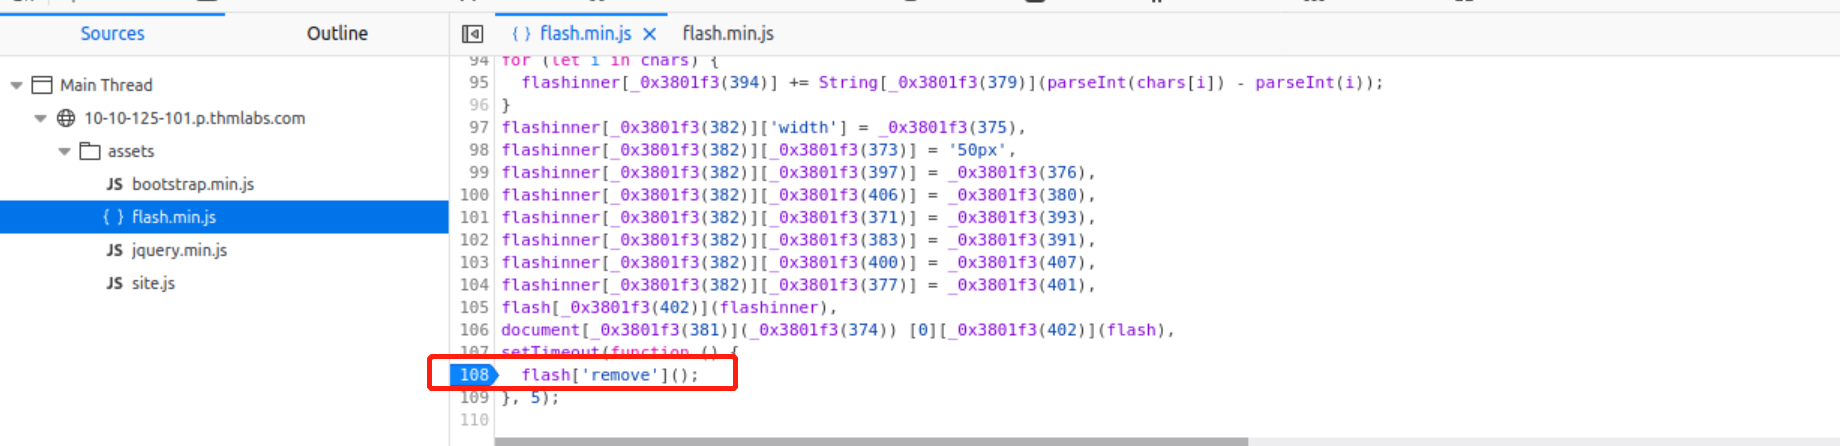 Sources
Outline
flash.min.js
flash.min.js
Main Thread
10-10-125-101.p.thmlabs.com
assets
JS bootstrap.min.js
{ } flash.min.js
JS jquery.min.js
JS site.js
94 for (let i in chars) {
95 flashinner[_0x3801f3(394)] += String[_0x3801f3(379)](parseInt(chars[i]) - parseInt(i));
96 }
97 flashinner[_0x3801f3(382)]['width'] = _0x3801f3(375),
98 flashinner[_0x3801f3(382)][_0x3801f3(373)] = '50px',
99 flashinner[_0x3801f3(382)][_0x3801f3(397)] = _0x3801f3(376),
100 flashinner[_0x3801f3(382)][_0x3801f3(406)] = _0x3801f3(380),
101 flashinner[_0x3801f3(382)][_0x3801f3(371)] = _0x3801f3(393),
102 flashinner[_0x3801f3(382)][_0x3801f3(383)] = _0x3801f3(391),
103 flashinner[_0x3801f3(382)][_0x3801f3(400)] = _0x3801f3(407),
104 flashinner[_0x3801f3(382)][_0x3801f3(377)] = _0x3801f3(401),
105 flash[_0x3801f3(402)](flashinner),
106 document[_0x3801f3(381)](_0x3801f3(374)) [0][_0x3801f3(402)](flash),
107 setTimeout(function () {
108 flash['remove']();
109 }, 5);
110